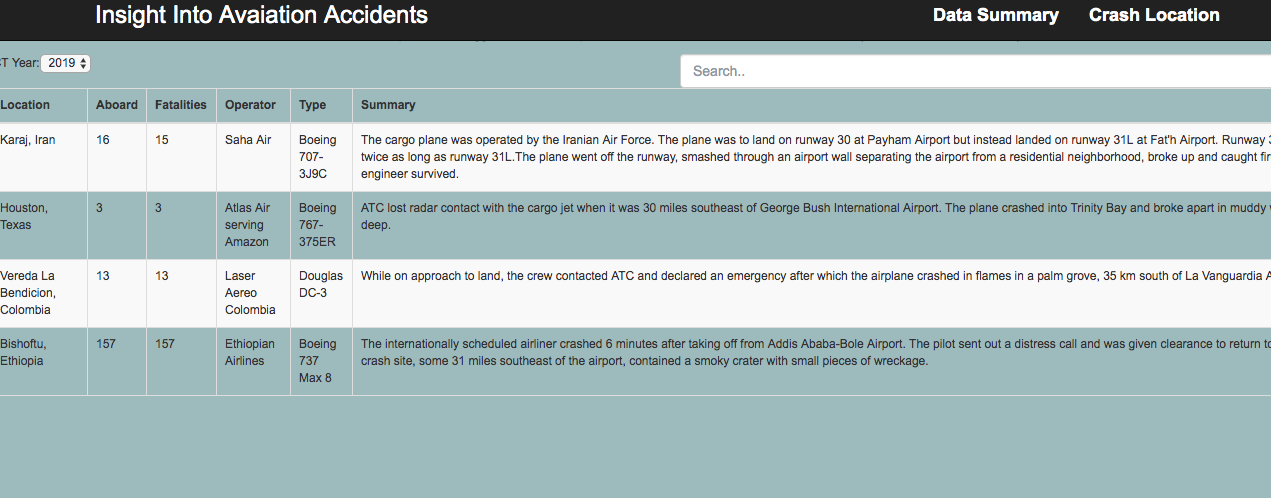 Insight Into Avaiation Accidents
Data Summary
Crash Location
CT Year: 2019
Search..
Location Aboard Fatalities Operator Type Summary
Karaj, Iran 16 15 Saha Air Boeing The cargo plane was operated by the Iranian Air Force. The plane was to land on runway 30 at Payham Airport but instead landed on runway 31L at Fat'h Airport. Runway
707- twice as long as runway 31L.The plane went off the runway, smashed through an airport wall separating the airport from a residential neighborhood, broke up and caught
3J9C engineer survived.
Houston, 3 3 Atlas Air Boeing ATC lost radar contact with the cargo jet when it was 30 miles southeast of George Bush International Airport. The plane crashed into Trinity Bay and broke apart in muddy
Texas serving 767- deep.
Amazon 375ER
Vereda La 13 13 Laser Douglas While on approach to land, the crew contacted ATC and declared an emergency after which the airplane crashed in flames in a palm grove, 35 km south of La Vanguardia
Bendicion, Aereo DC-3
Colombia Colombia
Bishoftu, 157 157 Ethiopian Boeing The internationally scheduled airliner crashed 6 minutes after taking off from Addis Ababa-Bole Airport. The pilot sent out a distress call and was given clearance to return
Ethiopia Airlines 737 crash site, some 31 miles southeast of the airport, contained a smoky crater with small pieces of wreckage.
Max 8